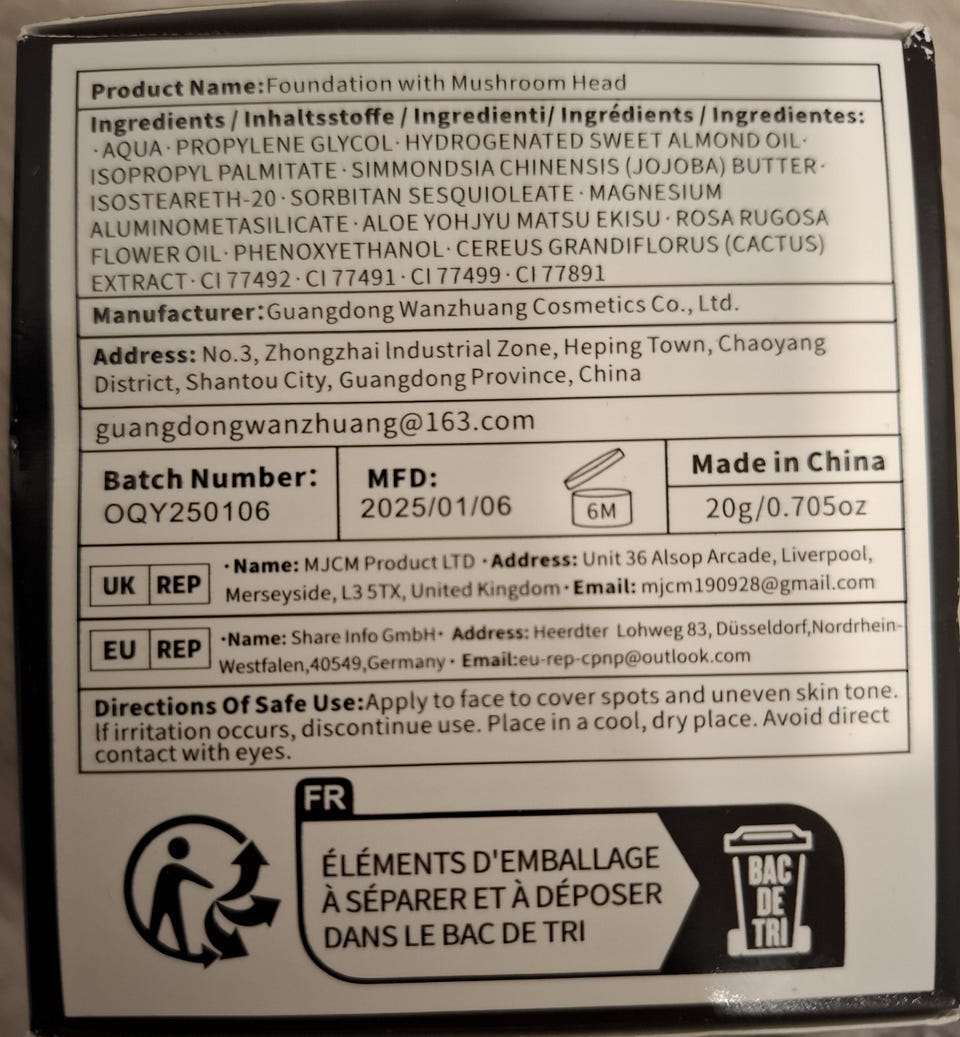 Product Name:Foundation with Mushroom Head
Ingredients / Inhaltsstoffe / Ingredienti/ Ingrédients / Ingredientes:
·AQUA·PROPYLENE GLYCOL·HYDROGENATED SWEET ALMOND OIL·
ISOPROPYL PALMITATE·SIMMONDSIA CHINENSIS (JOJOBA) BUTTER·
ISOSTEARETH-20·SORBITAN SESQUIOLEATE·MAGNESIUM
ALUMINOMETASILICATE·ALOE YOHJYU MATSU EKISU·ROSA RUGOSA
FLOWER OIL·PHENOXYETHANOL·CEREUS GRANDIFLORUS (CACTUS)
EXTRACT·CI 77492·CI 77491·CI 77499·CI 77891
Manufacturer:Guangdong Wanzhuang Cosmetics Co., Ltd.
Address: No.3, Zhongzhai lndustrial Zone, Heping Town, Chaoyang
District, Shantou City, Guangdong Province, China
guangdongwanzhuang@163.com
Batch Number:
OQY250106
MFD:
2025/01/06
6M
Made in China
20g/0.705oz
UK REP
·Name: MJCM Product LTD ·Address: Unit 36 Alsop Arcade, Liverpool,
Merseyside, L3 5TX, United Kingdom·Email: mjcm190928@gmail.com
EU REP
·Name: Share Info GmbH· Address: Heerdter Lohweg 83, Düsseldorf,Nordrhein-
Westfalen,40549,Germany· Email:eu-rep-cpnp@outlook.com
Directions Of Safe Use:Apply to face to cover spots and uneven skin tone.
lf irritation occurs, discontinue use. Place in a cool, dry place. Avoid direct
contact with eyes.
FR
ÉLÉMENTS D'EMBALLAGE
À SÉPARER ET À DÉPOSER
DANS LE BAC DE TRI
BAC
DE
TRI